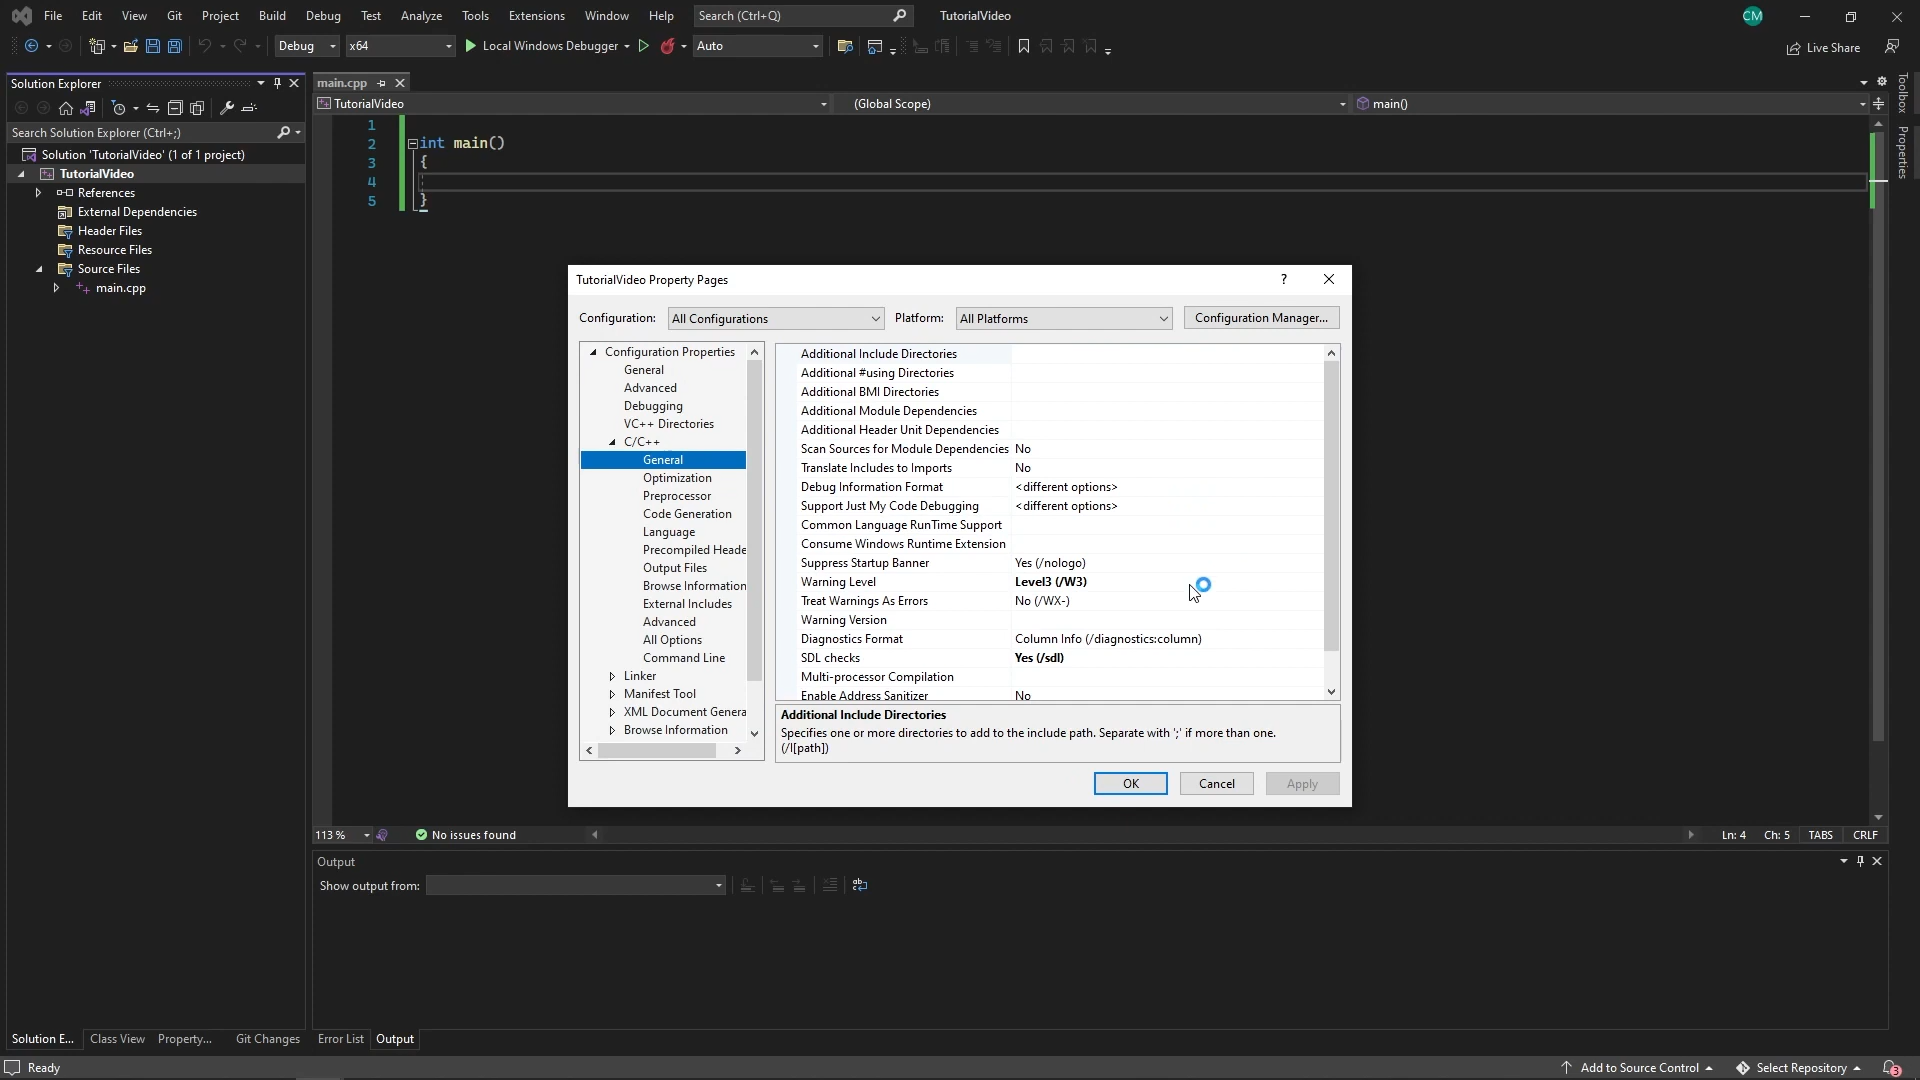 File Edit View Git Project Build Debug Test Analyze Tools Extensions Window Help Search (Ctrl+Q) TutorialVideo CM
Debug x64 Local Windows Debugger Auto Live Share
Solution Explorer
main.cpp
TutorialVideo (Global Scope) main()
Toolbox
Properties
Search Solution Explorer (Ctrl+;)
Solution 'TutorialVideo' (1 of 1 project)
TutorialVideo
References
External Dependencies
Header Files
Resource Files
Source Files
main.cpp
1
2 int main()
3 {
4
5 }
TutorialVideo Property Pages ?
Configuration: All Configurations Platform: All Platforms Configuration Manager...
Configuration Properties
General
Advanced
Debugging
VC++ Directories
C/C++
General
Optimization
Preprocessor
Code Generation
Language
Precompiled Heade
Output Files
Browse Information
External Includes
Advanced
All Options
Command Line
Linker
Manifest Tool
XML Document Genera
Browse Information
Additional Include Directories
Additional #using Directories
Additional BMI Directories
Additional Module Dependencies
Additional Header Unit Dependencies
Scan Sources for Module Dependencies No
Translate Includes to Imports No
Debug Information Format <different options>
Support Just My Code Debugging <different options>
Common Language RunTime Support
Consume Windows Runtime Extension
Suppress Startup Banner Yes (/nologo)
Warning Level Level3 (/W3)
Treat Warnings As Errors No (/WX-)
Warning Version
Diagnostics Format Column Info (/diagnostics:column)
SDL checks Yes (/sdl)
Multi-processor Compilation
Enable Address Sanitizer No
Additional Include Directories
Specifies one or more directories to add to the include path. Separate with ';' if more than one.
(/I[path])
OK Cancel Apply
113 % No issues found Ln: 4 Ch: 5 TABS CRLF
Output
Show output from:
Solution E... Class View Property... Git Changes Error List Output
Ready Add to Source Control Select Repository 3